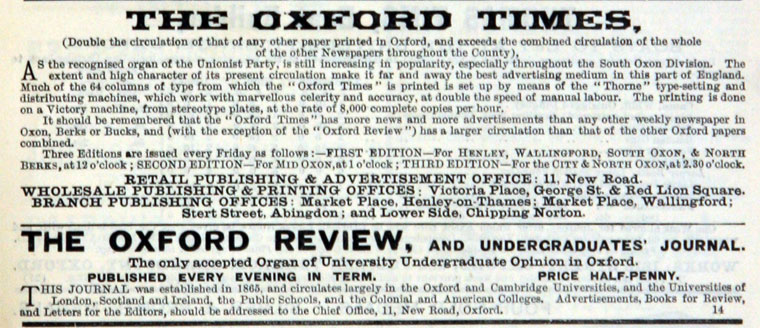 THE OXFORD TIMES,
(Double the circulation of that of any other paper printed in Oxford, and exceeds the combined circulation of the whole
of the other Newspapers throughout the County),
AS the recognised organ of the Unionist Party, is still increasing in popularity, especially throughout the South Oxon Division. The
extent and high character of its present circulation make it far and away the best advertising medium in this part of England.
Much of the 64 columns of type from which the "Oxford Times" is printed is set up by means of the "Thorne" type-setting and
distributing machines, which work with marvellous celerity and accuracy, at double the speed of manual labour. The printing is done
on a Victory machine, from stereotype plates, at the rate of 8,000 complete copies per hour.
It should be remembered that the "Oxford Times" has more news and more advertisements than any other weekly newspaper in
Oxon, Berks or Bucks, and (with the exception of the "Oxford Review") has a larger circulation than that of the other Oxford papers
combined.
Three Editions are issued every Friday as follows:—FIRST EDITION—For HENLEY, WALLINGFORD, SOUTH OXON, & NORTH
BERKS, at 12 o'clock; SECOND EDITION—For MID OXON, at 1 o'clock; THIRD EDITION—For the CITY & NORTH OXON, at 2.30 o'clock.
RETAIL PUBLISHING & ADVERTISEMENT OFFICE: 11, New Road.
WHOLESALE PUBLISHING & PRINTING OFFICES: Victoria Place, George St. & Red Lion Square.
BRANCH PUBLISHING OFFICES: Market Place, Henley-on-Thames; Market Place, Wallingford;
Stert Street, Abingdon; and Lower Side, Chipping Norton.
THE OXFORD REVIEW, AND UNDERGRADUATES' JOURNAL.
The only accepted Organ of University Undergraduate Opinion in Oxford.
PUBLISHED EVERY EVENING IN TERM. PRICE HALF-PENNY.
THIS JOURNAL was established in 1865, and circulates largely in the Oxford and Cambridge Universities, and the Universities of
London, Scotland and Ireland, the Public Schools, and the Colonial and American Colleges. Advertisements, Books for Review,
and Letters for the Editors, should be addressed to the Chief Office, 11, New Road, Oxford. 14